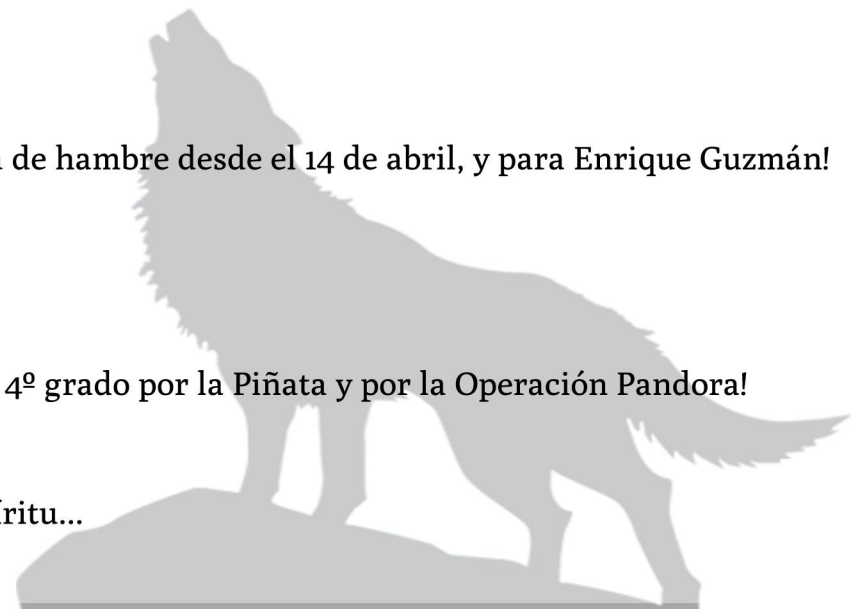 de hambre desde el 14 de abril, y para Enrique Guzmán!
4º grado por la Piñata y por la Operación Pandora!
ritu...